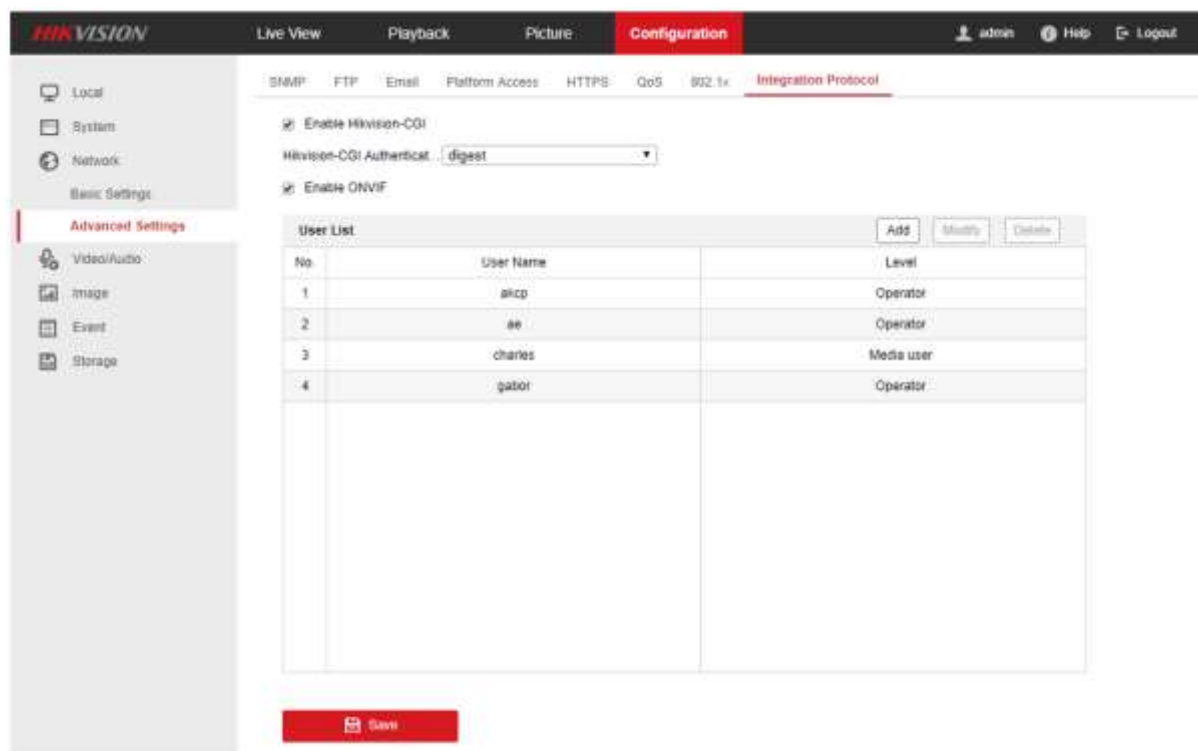 HIKVISION Live View Playback Picture Configuration admin Help Logout
SNMP FTP Email Platform Access HTTPS QoS 802.1x Integration Protocol
Local
System
Network
Basic Settings
Advanced Settings
Video/Audio
Image
Event
Storage
Enable Hikvision-CGI
Hikvision-CGI Authenticat... digest
Enable ONVIF
User List Add Modify Delete
No. User Name Level
1 akcp Operator
2 ae Operator
3 charles Media user
4 gabor Operator
Save